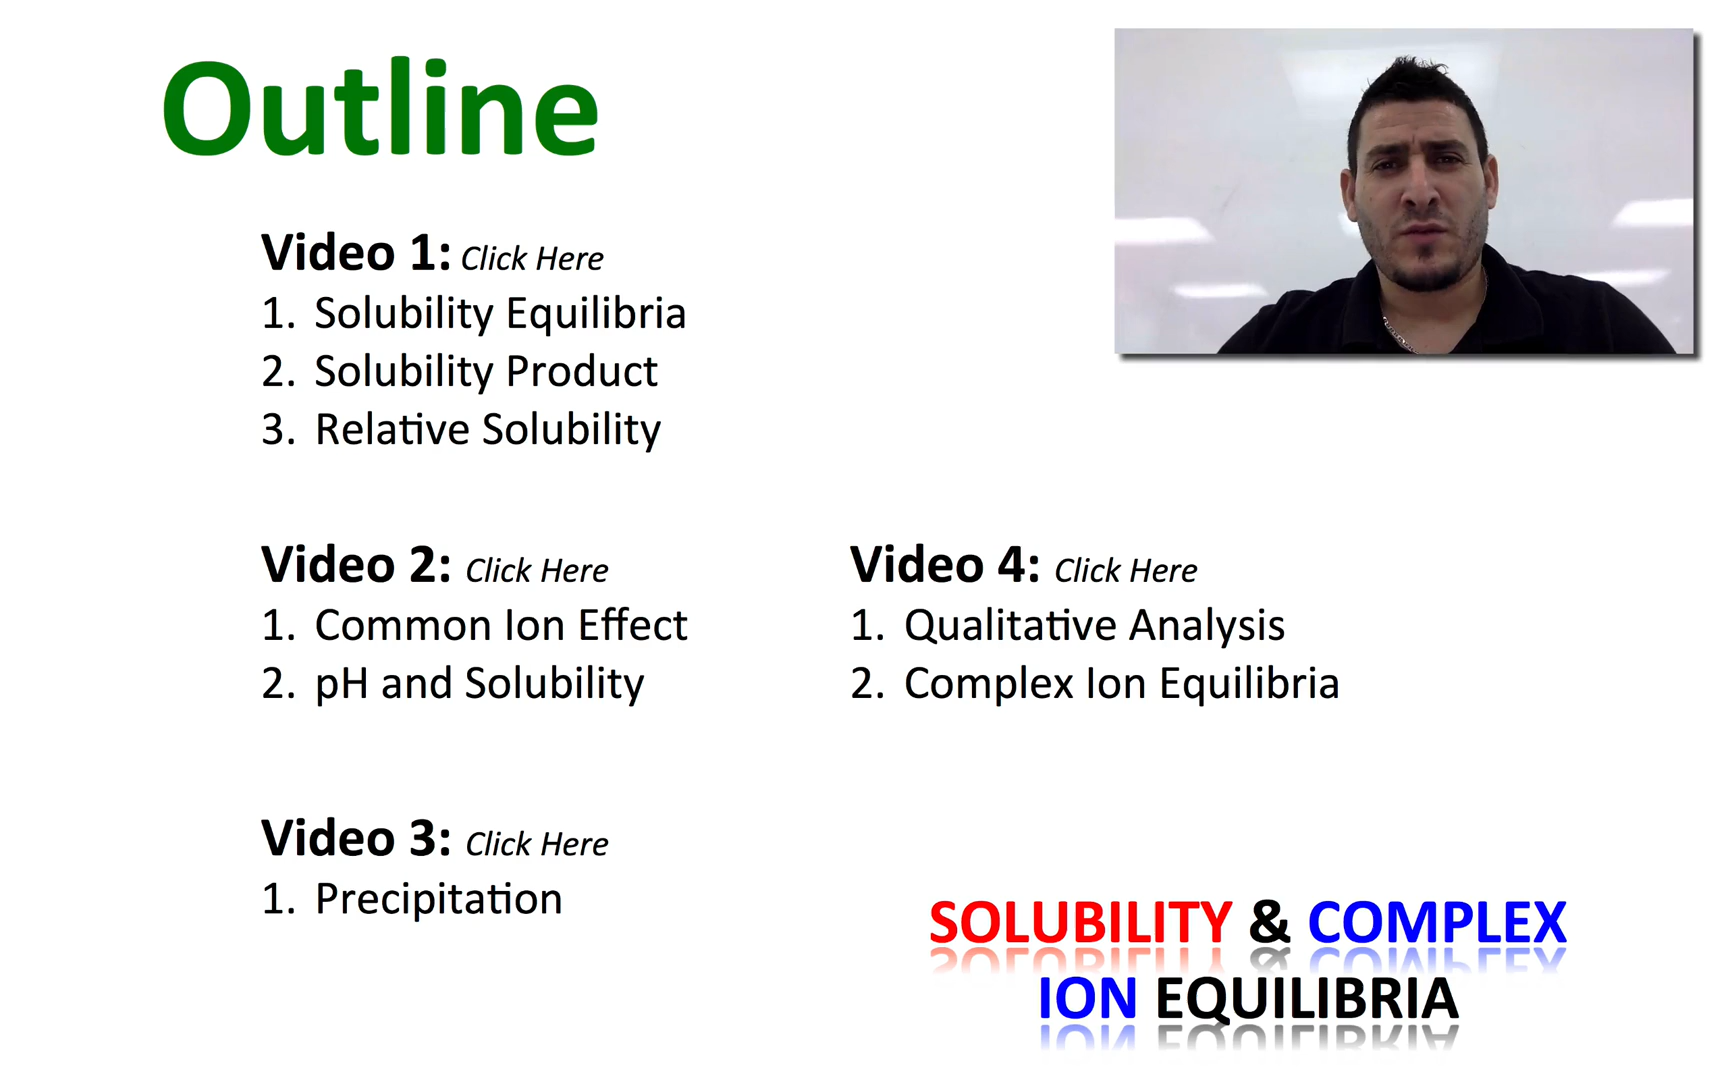 Outline
Video 1: Click Here
1. Solubility Equilibria
2. Solubility Product
3. Relative Solubility
Video 2: Click Here
1. Common Ion Effect
2. pH and Solubility
Video 3: Click Here
1. Precipitation
Video 4: Click Here
1. Qualitative Analysis
2. Complex Ion Equilibria
SOLUBILITY & COMPLEX
ION EQUILIBRIA